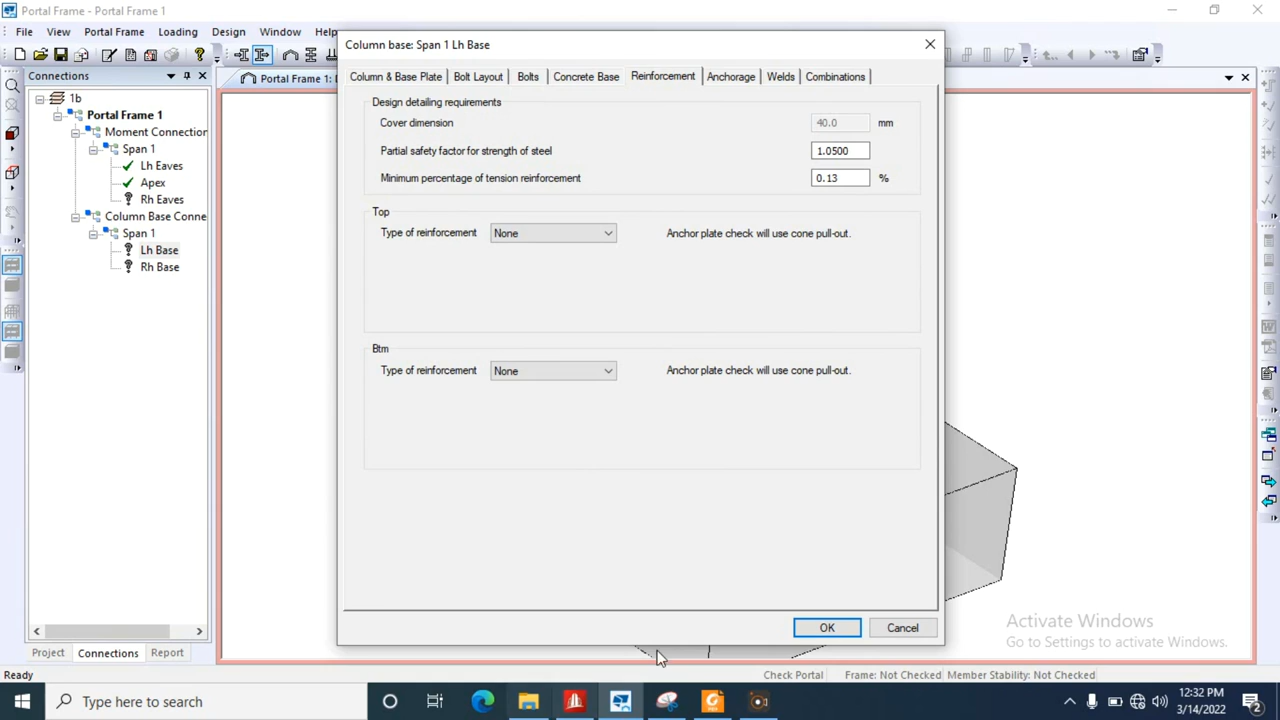 Portal Frame - Portal Frame 1
File View Portal Frame Loading Design Window Help
Connections
Portal Frame 1:
1b
Portal Frame 1
Moment Connection
Span 1
Lh Eaves
Apex
Rh Eaves
Column Base Conne
Span 1
Lh Base
Rh Base
Column base: Span 1 Lh Base
Column & Base Plate Bolt Layout Bolts Concrete Base Reinforcement Anchorage Welds Combinations
Design detailing requirements
Cover dimension 40.0 mm
Partial safety factor for strength of steel 1.0500
Minimum percentage of tension reinforcement 0.13 %
Top
Type of reinforcement None Anchor plate check will use cone pull-out.
Btm
Type of reinforcement None Anchor plate check will use cone pull-out.
OK Cancel
Activate Windows
Go to Settings to activate Windows.
Project Connections Report
Ready Check Portal Frame: Not Checked Member Stability: Not Checked
Type here to search
12:32 PM
3/14/2022
2